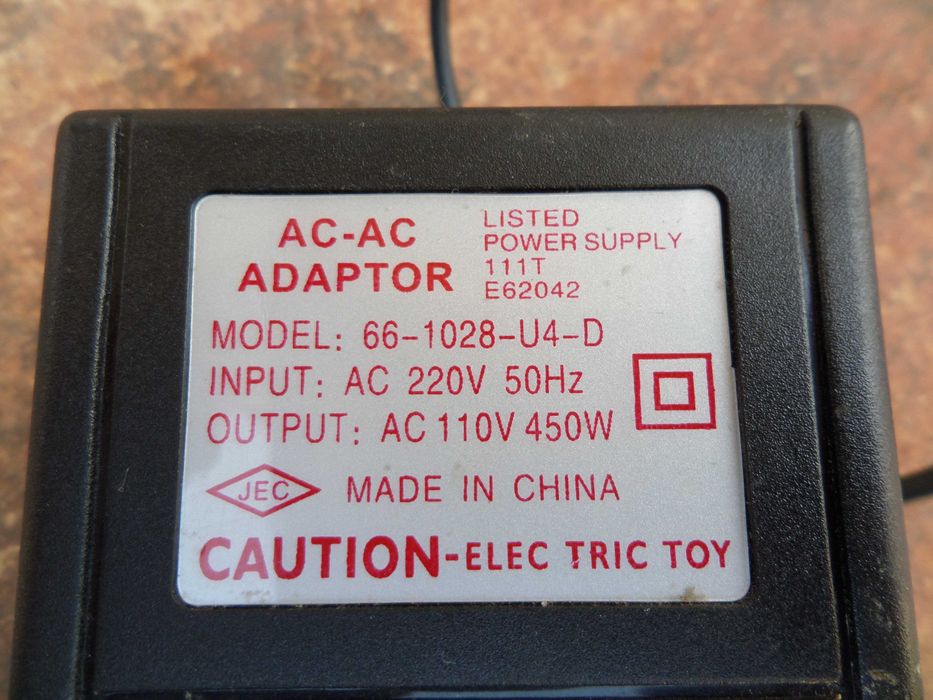 AC-AC
ADAPTOR
LISTED
POWER SUPPLY
111T
E62042
MODEL: 66-1028-U4-D
INPUT: AC 220V 50Hz
OUTPUT: AC 110V 450W
JEC MADE IN CHINA
CAUTION-ELEC TRIC TOY